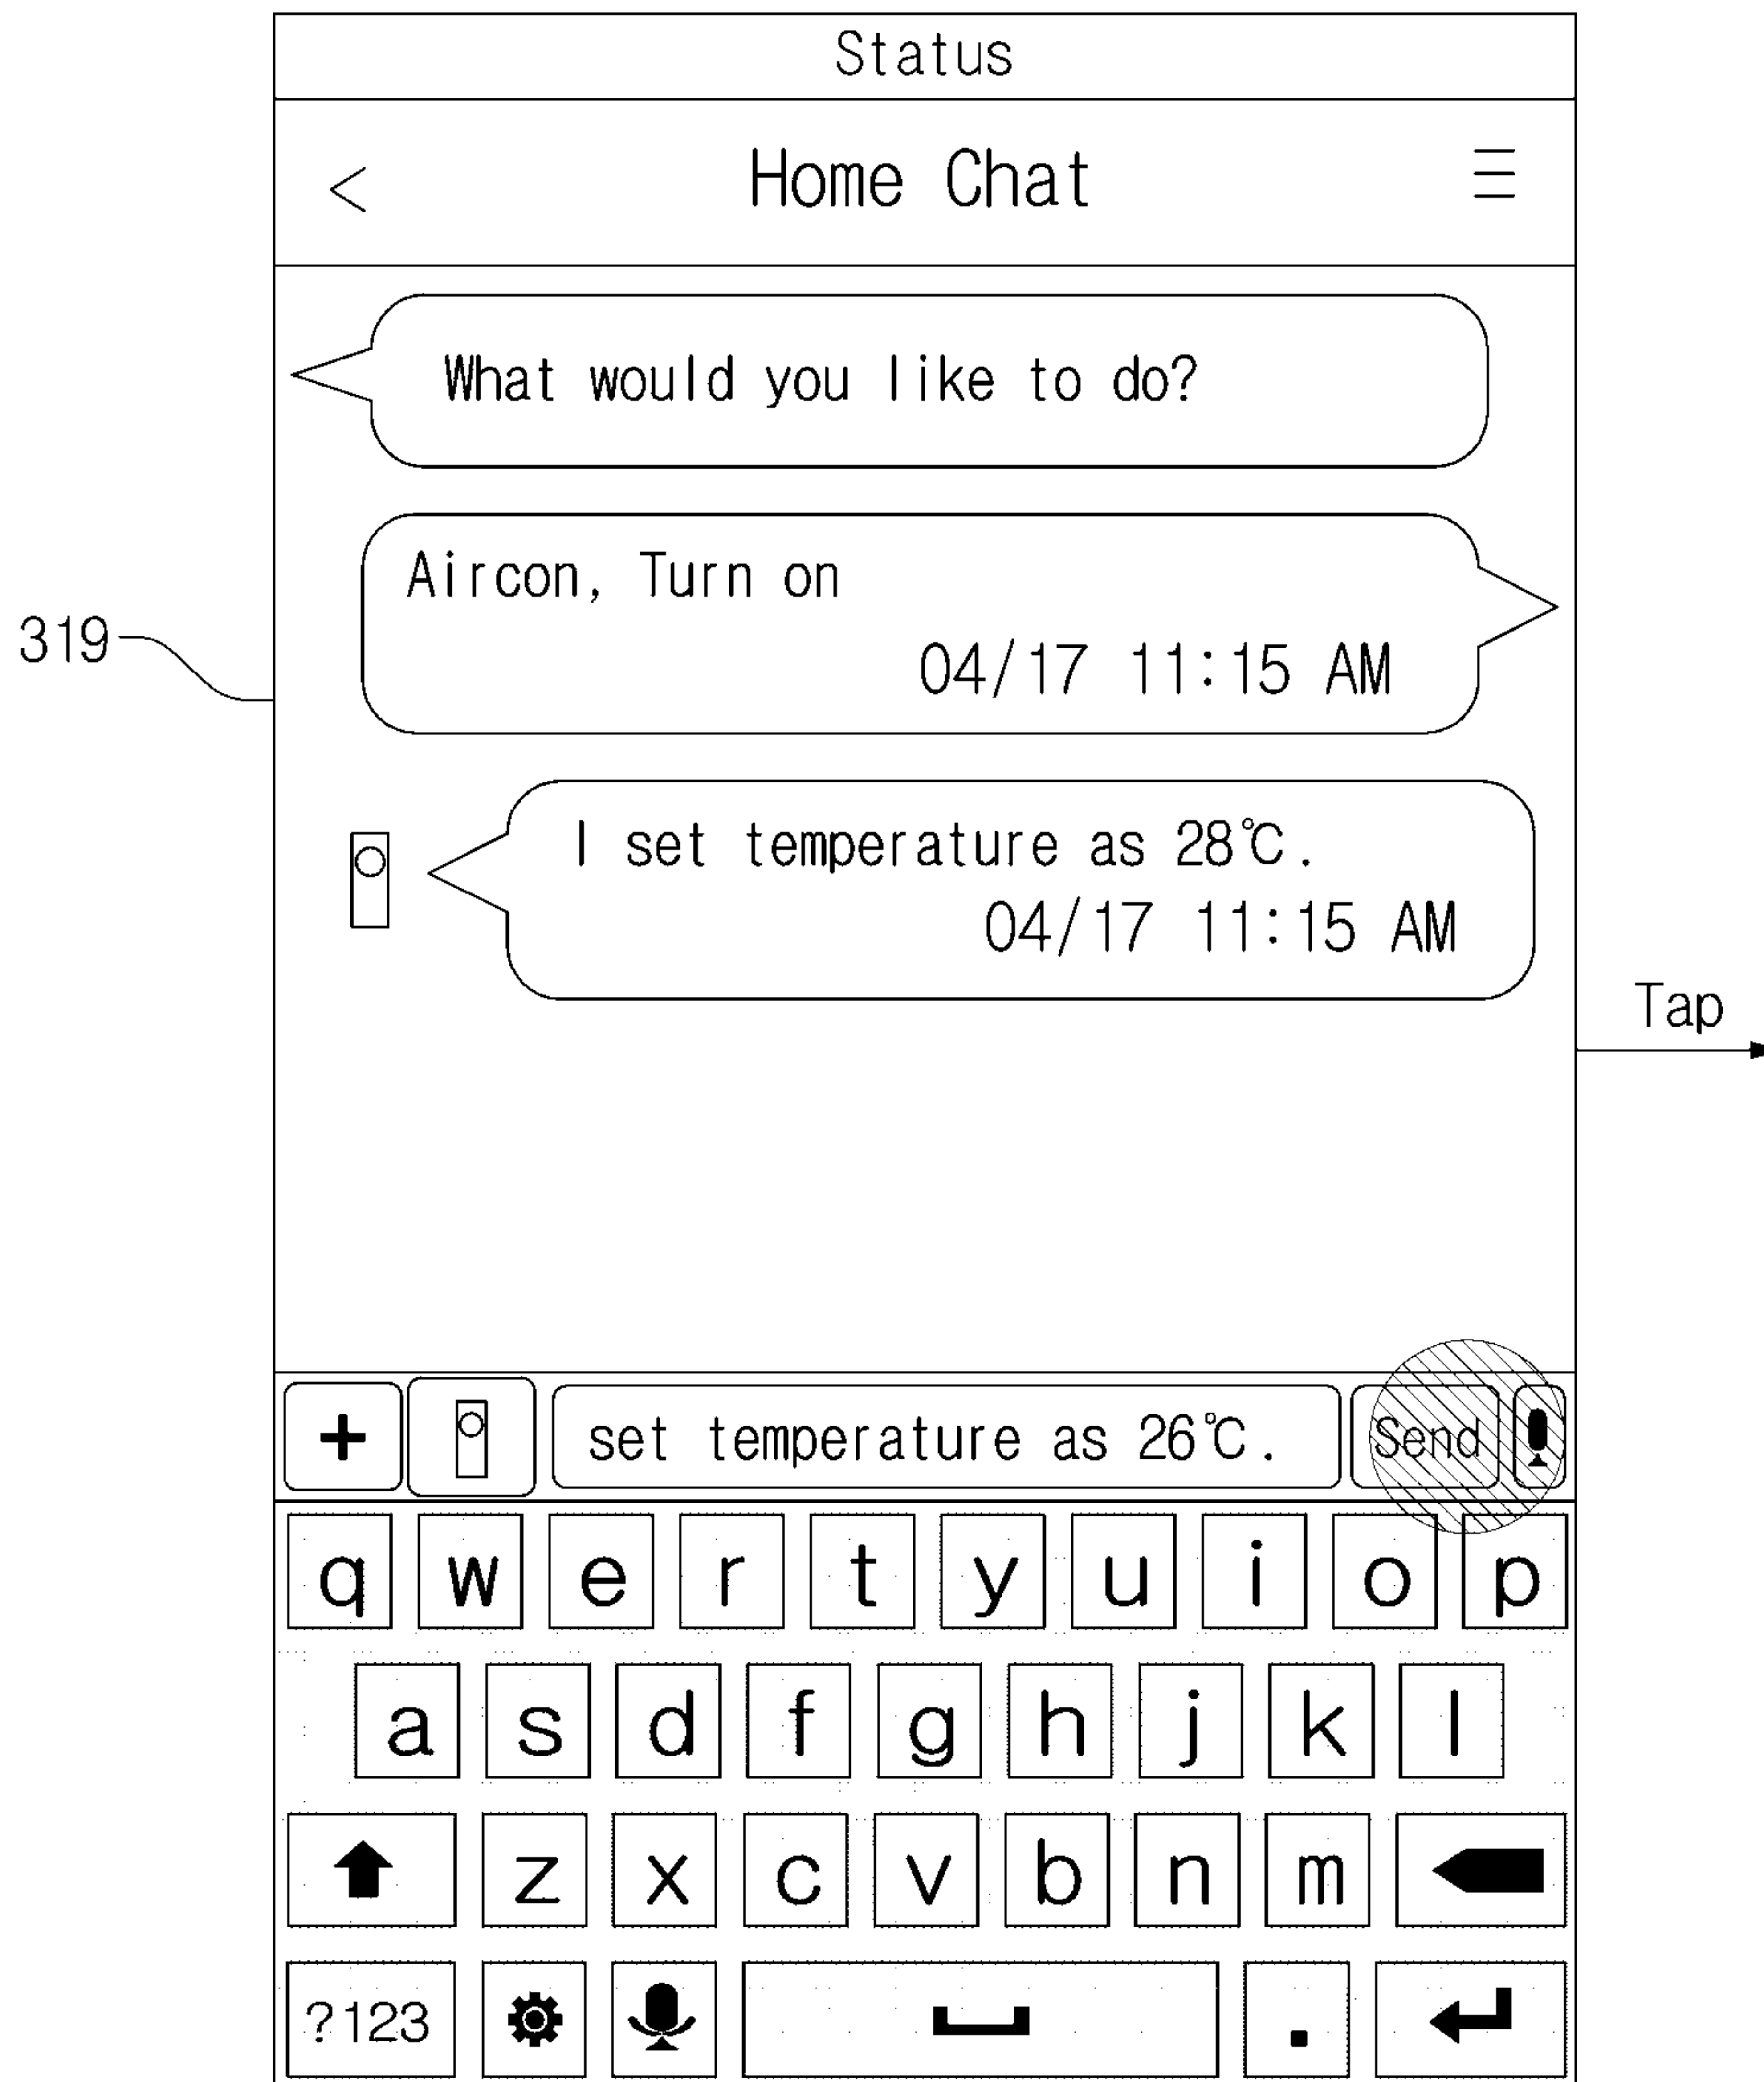 Status
< Home Chat
What would you like to do?
Aircon, Turn on
04/17 11:15 AM
319
I set temperature as 28℃.
04/17 11:15 AM
Tap
+ set temperature as 26℃. Send
q w e r t y u i o p
a s d f g h j k l
z x c v b n m
?123 .